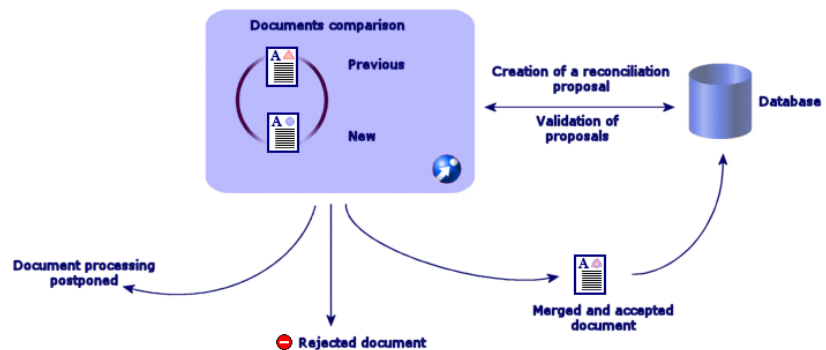 Documents comparison
A
Previous
A
New
Creation of a reconciliation
proposal
Validation of
proposals
Database
Document processing
postponed
Rejected document
A
Merged and accepted
document